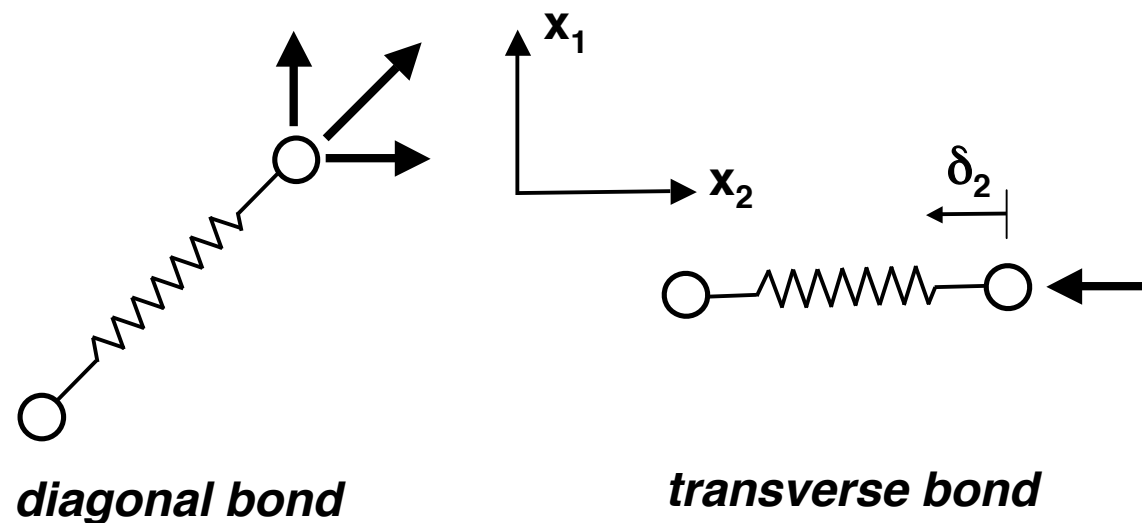 x₁
x₂
δ₂
diagonal bond
transverse bond